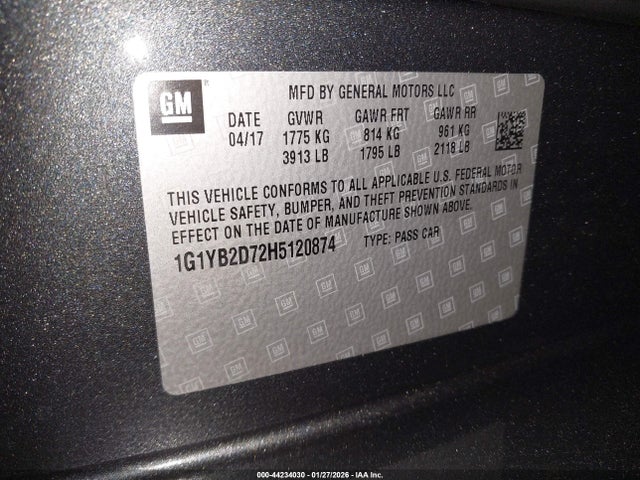 GM
MFD BY GENERAL MOTORS LLC
DATE GVWR GAWR FRT GAWR RR
04/17 1775 KG 814 KG 961 KG
3913 LB 1795 LB 2118 LB
THIS VEHICLE CONFORMS TO ALL APPLICABLE U.S. FEDERAL MOTOR
VEHICLE SAFETY, BUMPER, AND THEFT PREVENTION STANDARDS IN
EFFECT ON THE DATE OF MANUFACTURE SHOWN ABOVE.
1G1YB2D72H5120874 TYPE: PASS CAR
000-44234030 | 01/27/2026 - IAA Inc.